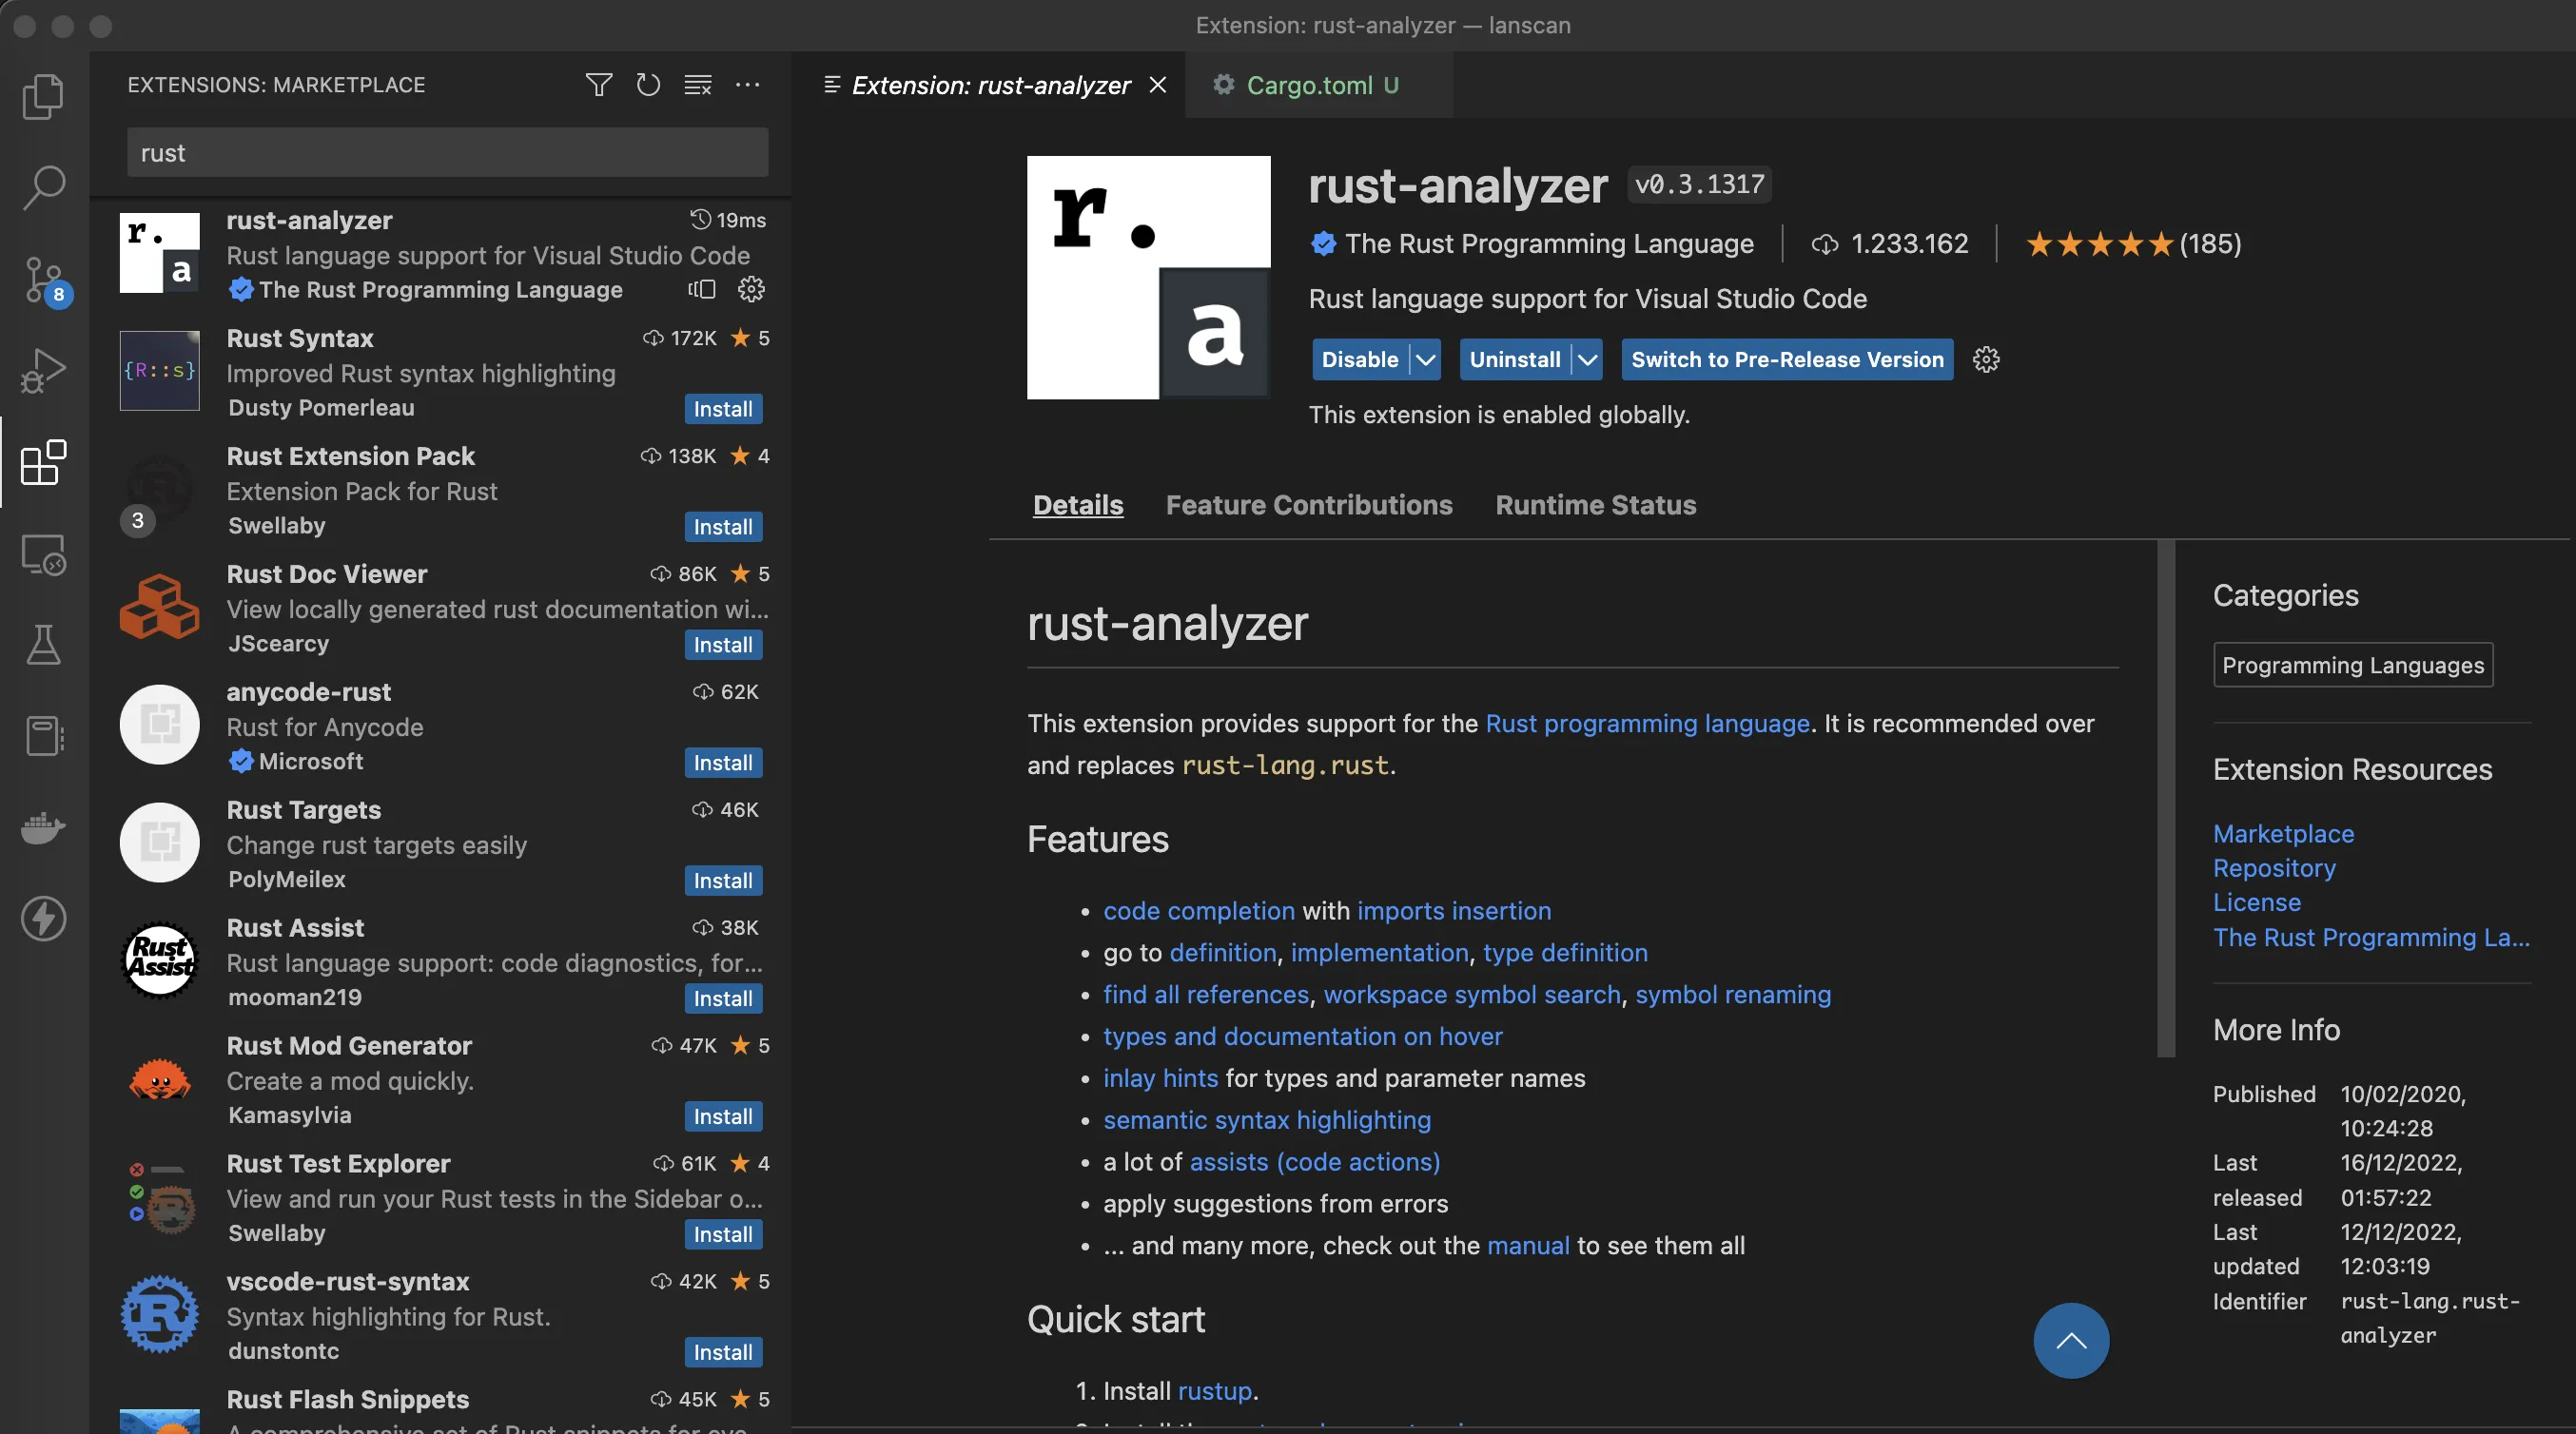 Extension: rust-analyzer — lanscan
EXTENSIONS: MARKETPLACE
rust
rust-analyzer 19ms
Rust language support for Visual Studio Code
The Rust Programming Language
Rust Syntax 172K 5
Improved Rust syntax highlighting
Dusty Pomerleau Install
{R::s}
Rust Extension Pack 138K 4
Extension Pack for Rust
Swellaby Install
3
Rust Doc Viewer 86K 5
View locally generated rust documentation wi...
JScearcy Install
anycode-rust 62K
Rust for Anycode
Microsoft Install
Rust Targets 46K
Change rust targets easily
PolyMeilex Install
Rust Assist 38K
Rust language support: code diagnostics, for...
mooman219 Install
Rust
Assist
Rust Mod Generator 47K 5
Create a mod quickly.
Kamasylvia Install
Rust Test Explorer 61K 4
View and run your Rust tests in the Sidebar o...
Swellaby Install
vscode-rust-syntax 42K 5
Syntax highlighting for Rust.
dunstontc Install
Rust Flash Snippets 45K 5
8
Extension: rust-analyzer
Cargo.toml U
r.
a
rust-analyzer v0.3.1317
The Rust Programming Language 1.233.162 (185)
Rust language support for Visual Studio Code
Disable Uninstall Switch to Pre-Release Version
This extension is enabled globally.
Details Feature Contributions Runtime Status
rust-analyzer
This extension provides support for the Rust programming language. It is recommended over
and replaces rust-lang.rust.
Features
• code completion with imports insertion
• go to definition, implementation, type definition
• find all references, workspace symbol search, symbol renaming
• types and documentation on hover
• inlay hints for types and parameter names
• semantic syntax highlighting
• a lot of assists (code actions)
• apply suggestions from errors
• ... and many more, check out the manual to see them all
Quick start
1. Install rustup.
Categories
Programming Languages
Extension Resources
Marketplace
Repository
License
The Rust Programming La...
More Info
Published 10/02/2020,
10:24:28
Last 16/12/2022,
released 01:57:22
Last 12/12/2022,
updated 12:03:19
Identifier rust-lang.rust-
analyzer